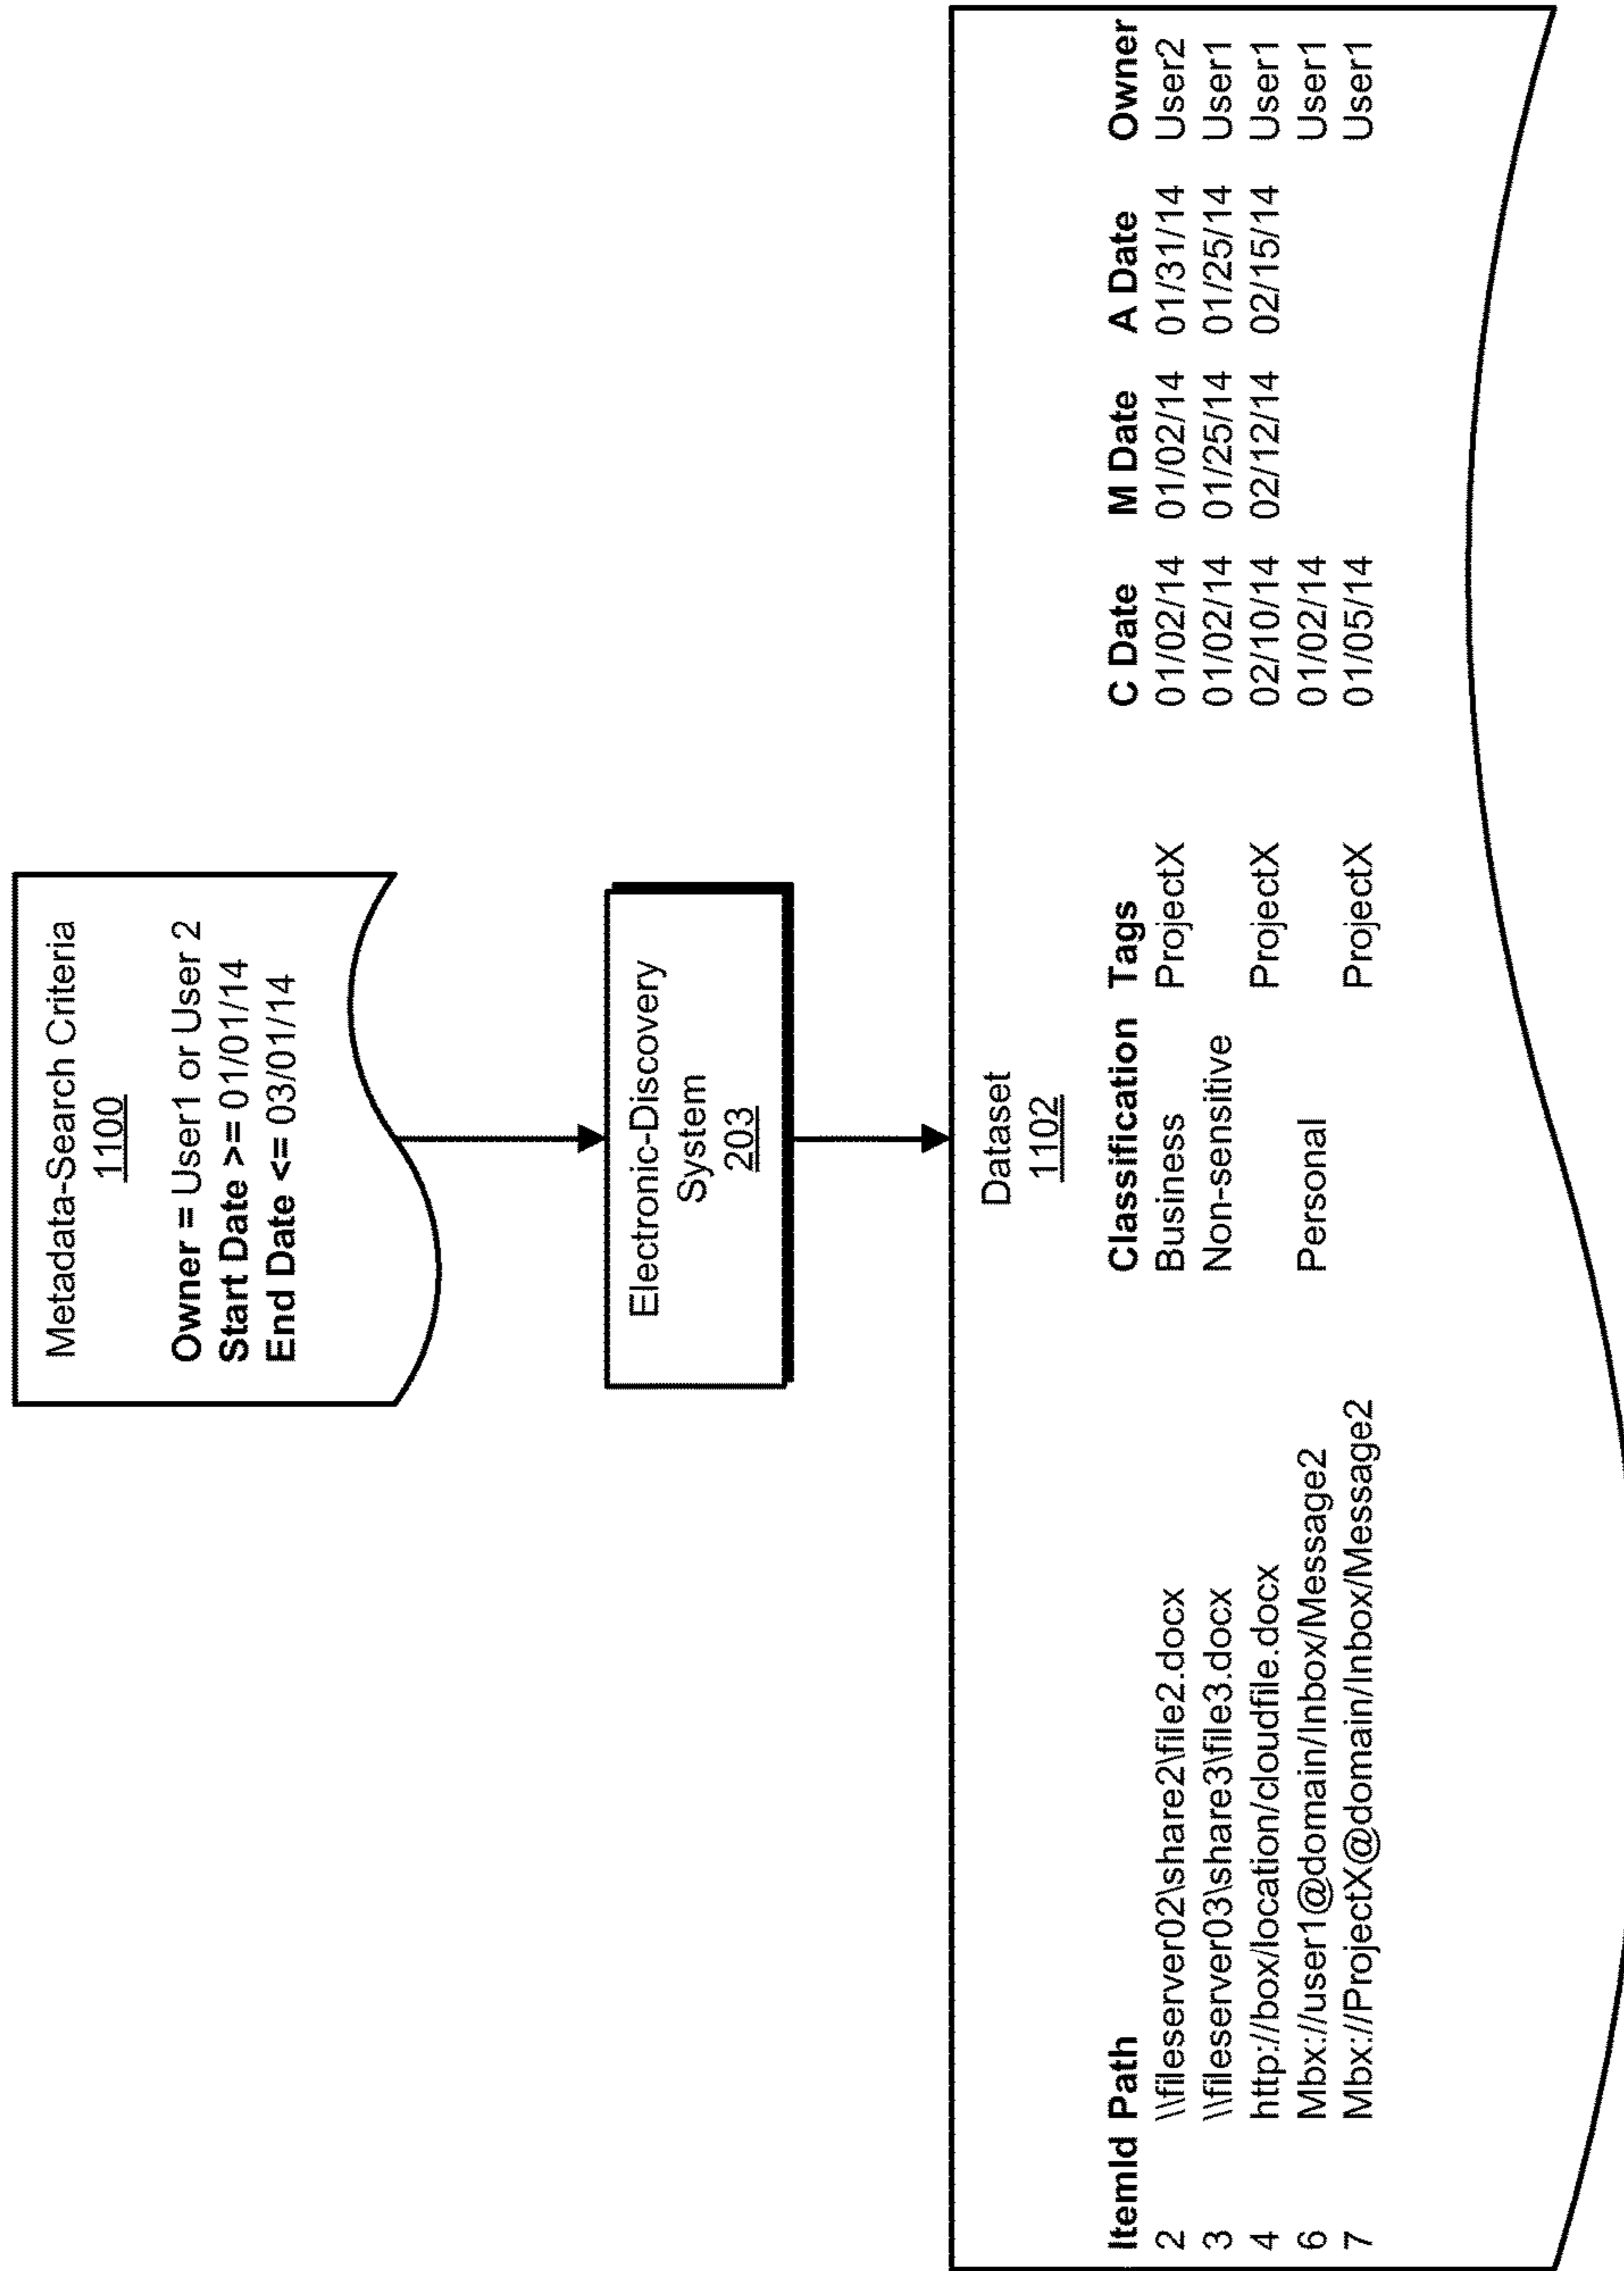 Metadata-Search Criteria
1100
Owner = User1 or User 2
Start Date >= 01/01/14
End Date <= 03/01/14
Electronic-Discovery
System
203
Dataset
1102
ItemId Path Classification Tags C Date M Date A Date Owner
2 \\fileserver02\share2\file2.docx Business ProjectX 01/02/14 01/02/14 01/31/14 User2
3 \\fileserver03\share3\file3.docx Non-sensitive 01/02/14 01/25/14 01/25/14 User1
4 http://box/location/cloudfile.docx ProjectX 02/10/14 02/12/14 02/15/14 User1
6 Mbx://user1@domain/Inbox/Message2 Personal 01/02/14 User1
7 Mbx://ProjectX@domain/Inbox/Message2 ProjectX 01/05/14 User1